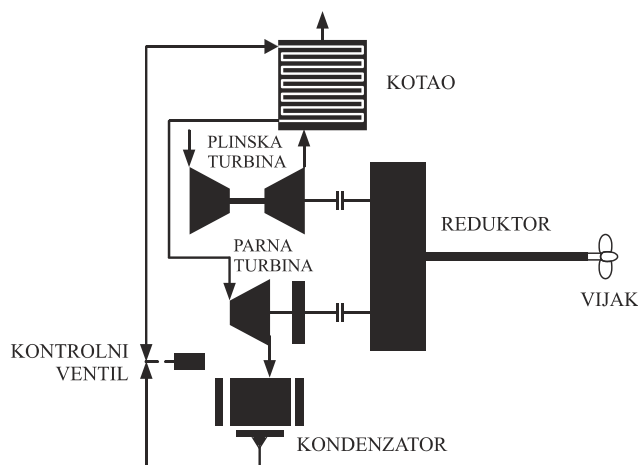 KOTAO
PLINSKA
TURBINA
REDUKTOR
PARNA
TURBINA
VIJAK
KONTROLNI
VENTIL
KONDENZATOR